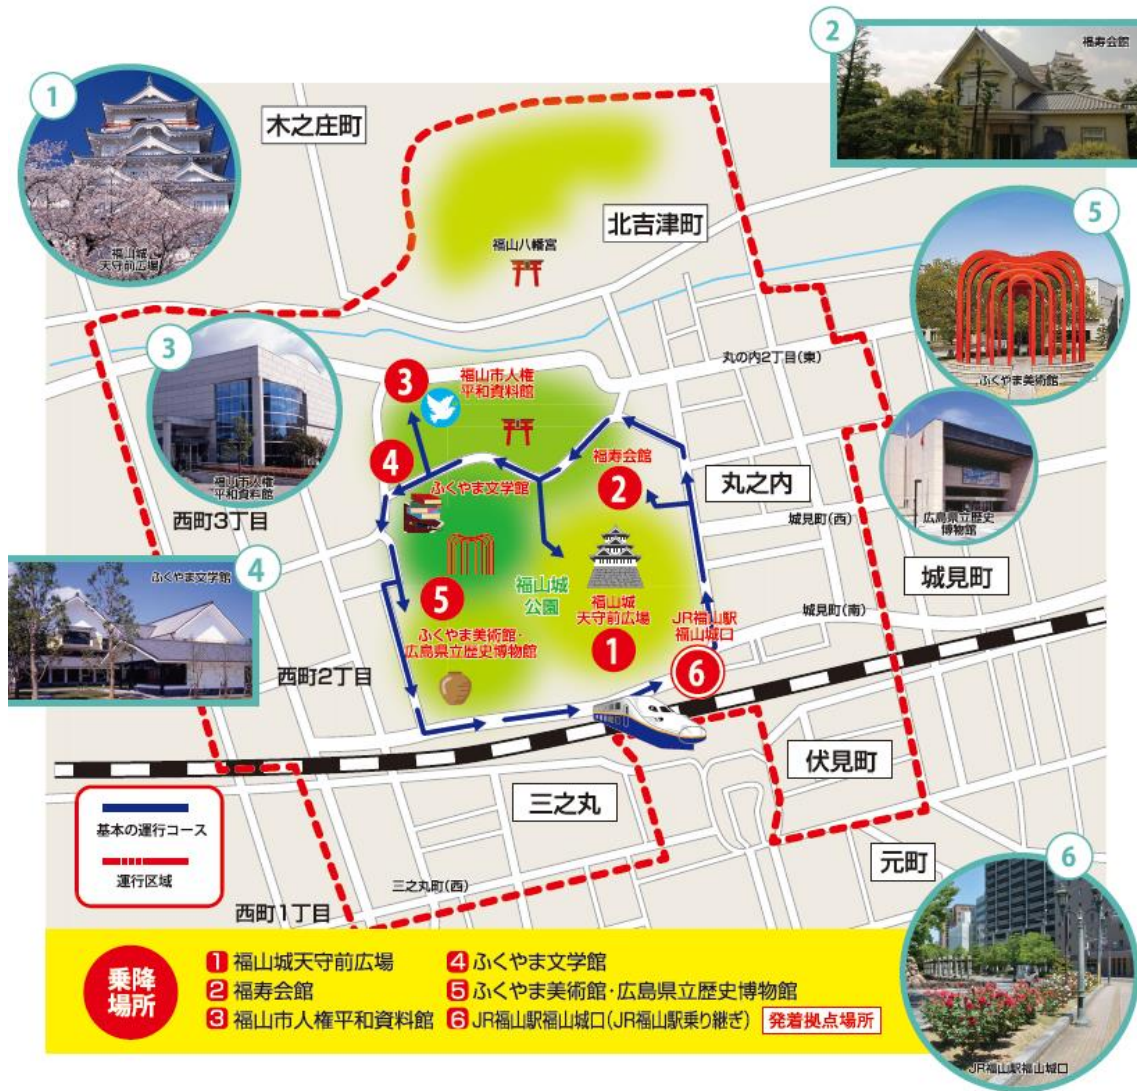 1
福山城
天守前広場
2
福寿会館
木之庄町
北吉津町
福山八幡宮
5
ふくやま美術館
3
福山市人権
平和資料館
3
福山市人権
平和資料館
丸の内2丁目(東)
4
ふくやま文学館
福寿会館
2
丸之内
広島県立歴史
博物館
西町3丁目
城見町(西)
4
ふくやま文学館
城見町
福山城
公園
5
ふくやま美術館・
広島県立歴史博物館
福山城
天守前広場
1
JR福山駅
福山城口
6
城見町(南)
西町2丁目
伏見町
三之丸
基本の運行コース
運行区域
元町
三之丸町(西)
西町1丁目
6
JR福山駅福山城口
乗降
場所
1 福山城天守前広場
2 福寿会館
3 福山市人権平和資料館
4 ふくやま文学館
5 ふくやま美術館・広島県立歴史博物館
6 JR福山駅福山城口(JR福山駅乗り継ぎ) 発着拠点場所